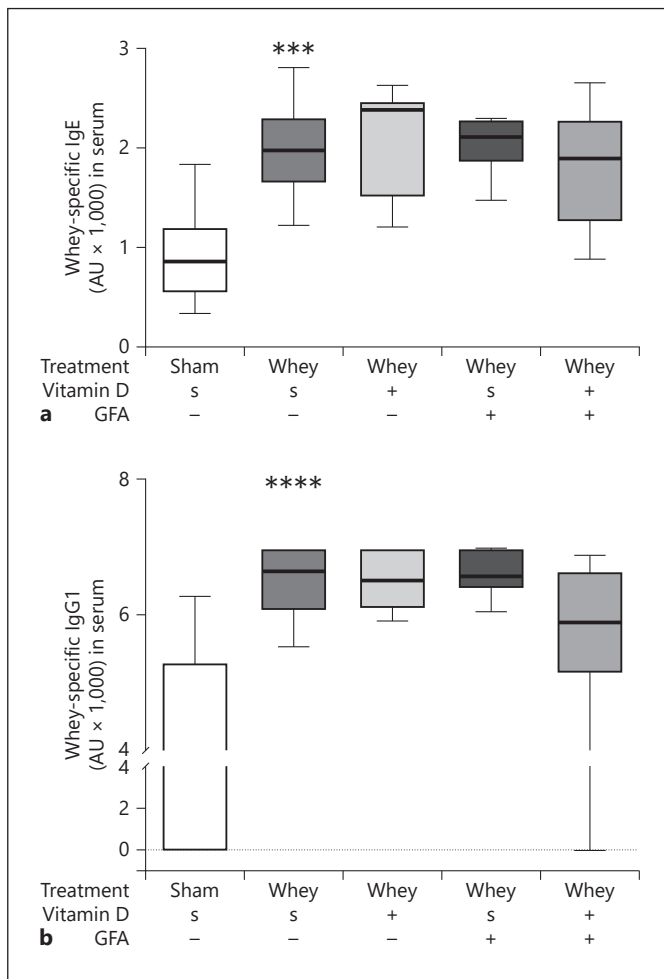 3
***
2
1
0
Whey-specific IgE
(AU × 1,000) in serum
Treatment Sham Whey Whey Whey Whey
Vitamin D s s + s +
a GFA – – – + +
8
****
6
4
4
2
0
Whey-specific IgG1
(AU × 1,000) in serum
Treatment Sham Whey Whey Whey Whey
Vitamin D s s + s +
b GFA – – – + +